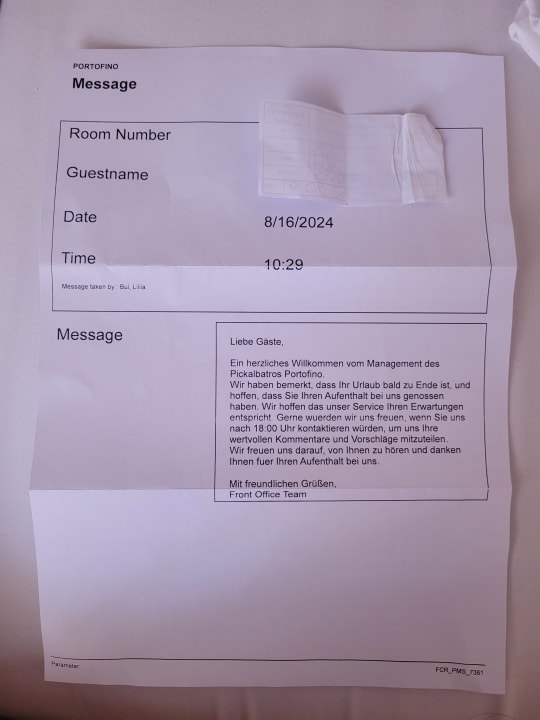 PORTOFINO
Message
Room Number
Guestname
Date 8/16/2024
Time 10:29
Message taken by : Bui, Lilia
Message
Liebe Gäste,
Ein herzliches Willkommen vom Management des
Pickalbatros Portofino.
Wir haben bemerkt, dass Ihr Urlaub bald zu Ende ist, und
hoffen, dass Sie Ihren Aufenthalt bei uns genossen
haben. Wir hoffen das unser Service Ihren Erwartungen
entspricht. Gerne wuerden wir uns freuen, wenn Sie uns
nach 18:00 Uhr kontaktieren würden, um uns Ihre
wertvollen Kommentare und Vorschläge mitzuteilen.
Wir freuen uns darauf, von Ihnen zu hören und danken
Ihnen fuer Ihren Aufenthalt bei uns.
Mit freundlichen Grüßen,
Front Office Team
Parameter
FCR_PMS_7361